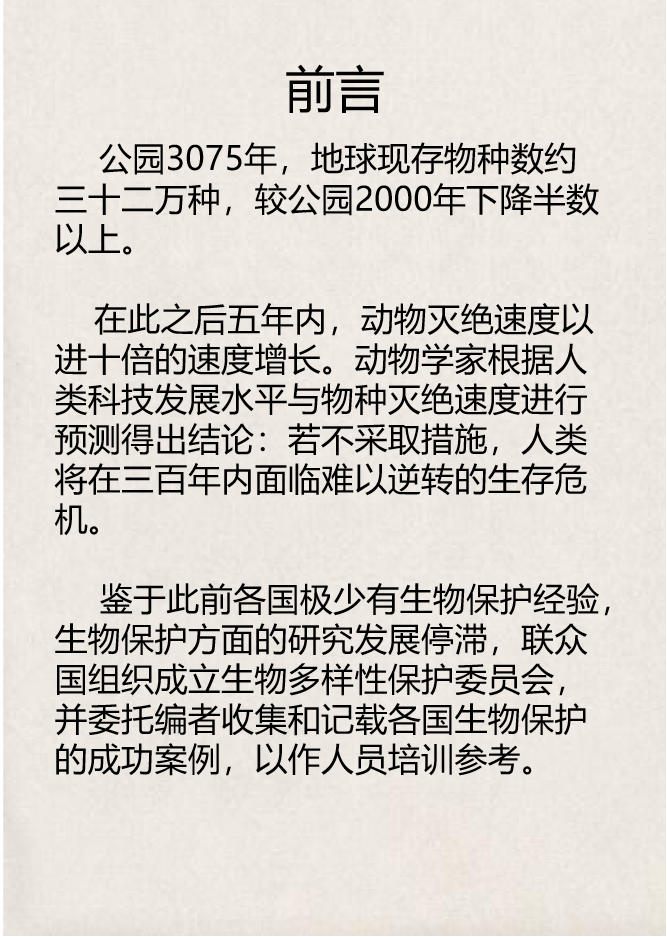 前言
公园3075年，地球现存物种数约
三十二万种，较公园2000年下降半数
以上。
在此之后五年内，动物灭绝速度以
进十倍的速度增长。动物学家根据人
类科技发展水平与物种灭绝速度进行
预测得出结论：若不采取措施，人类
将在三百年内面临难以逆转的生存危
机。
鉴于此前各国极少有生物保护经验，
生物保护方面的研究发展停滞，联众
国组织成立生物多样性保护委员会，
并委托编者收集和记载各国生物保护
的成功案例，以作人员培训参考。